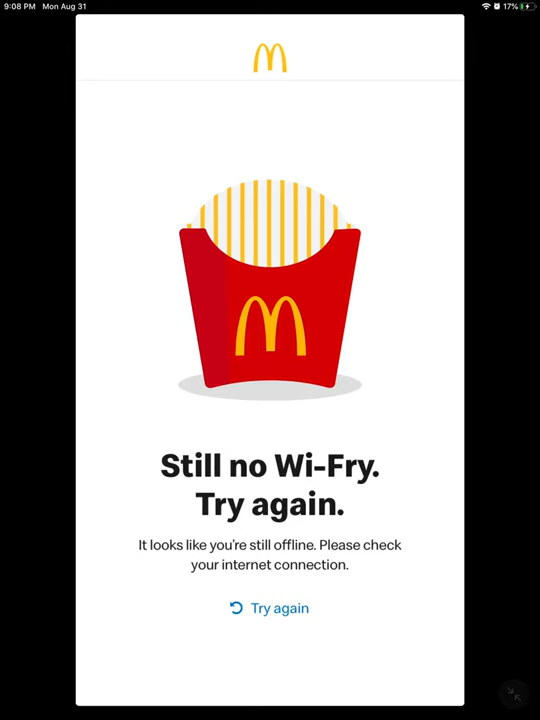 9:08 PM Mon Aug 31 17%
Still no Wi-Fry.
Try again.
It looks like you're still offline. Please check
your internet connection.
Try again